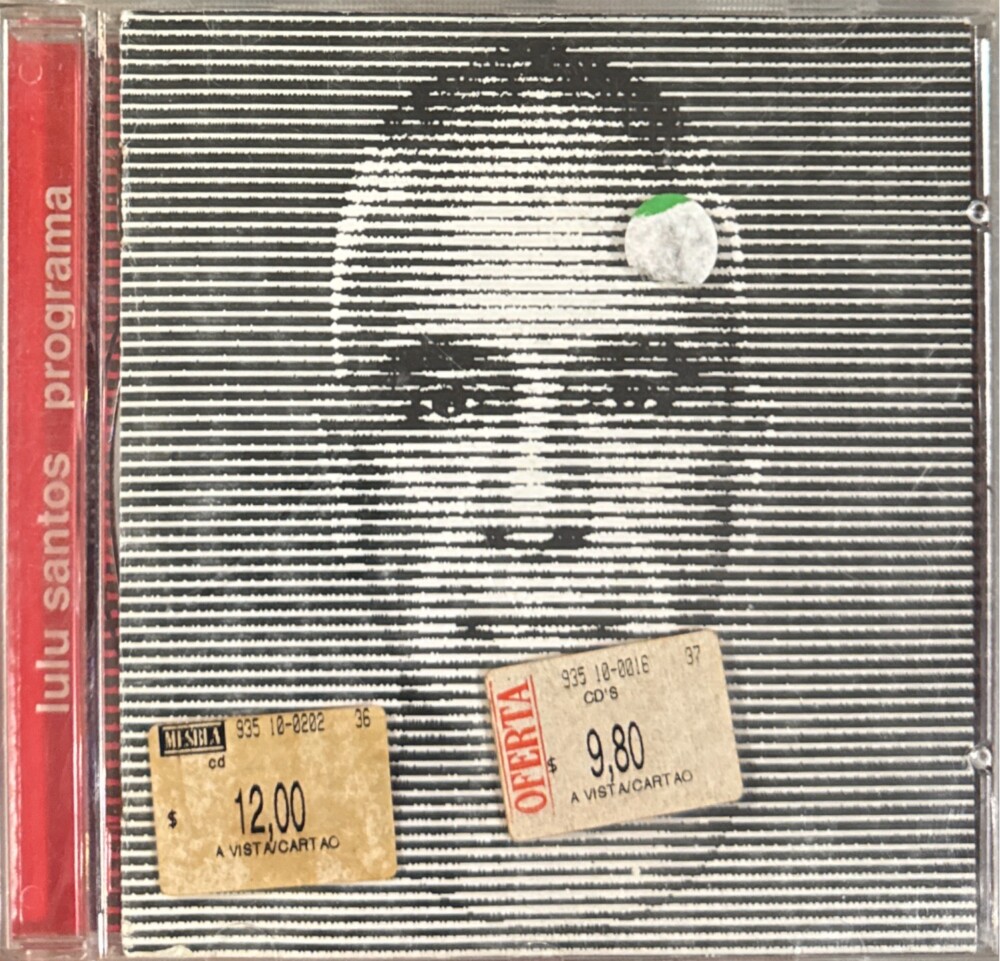 lulu santos programa
935 10-0016 37
CD'S
OFERTA
$ 9,80
A VISTA/CARTAO
MESBLA 935 10-0202 36
cd
$ 12,00
A VISTA/CARTAO